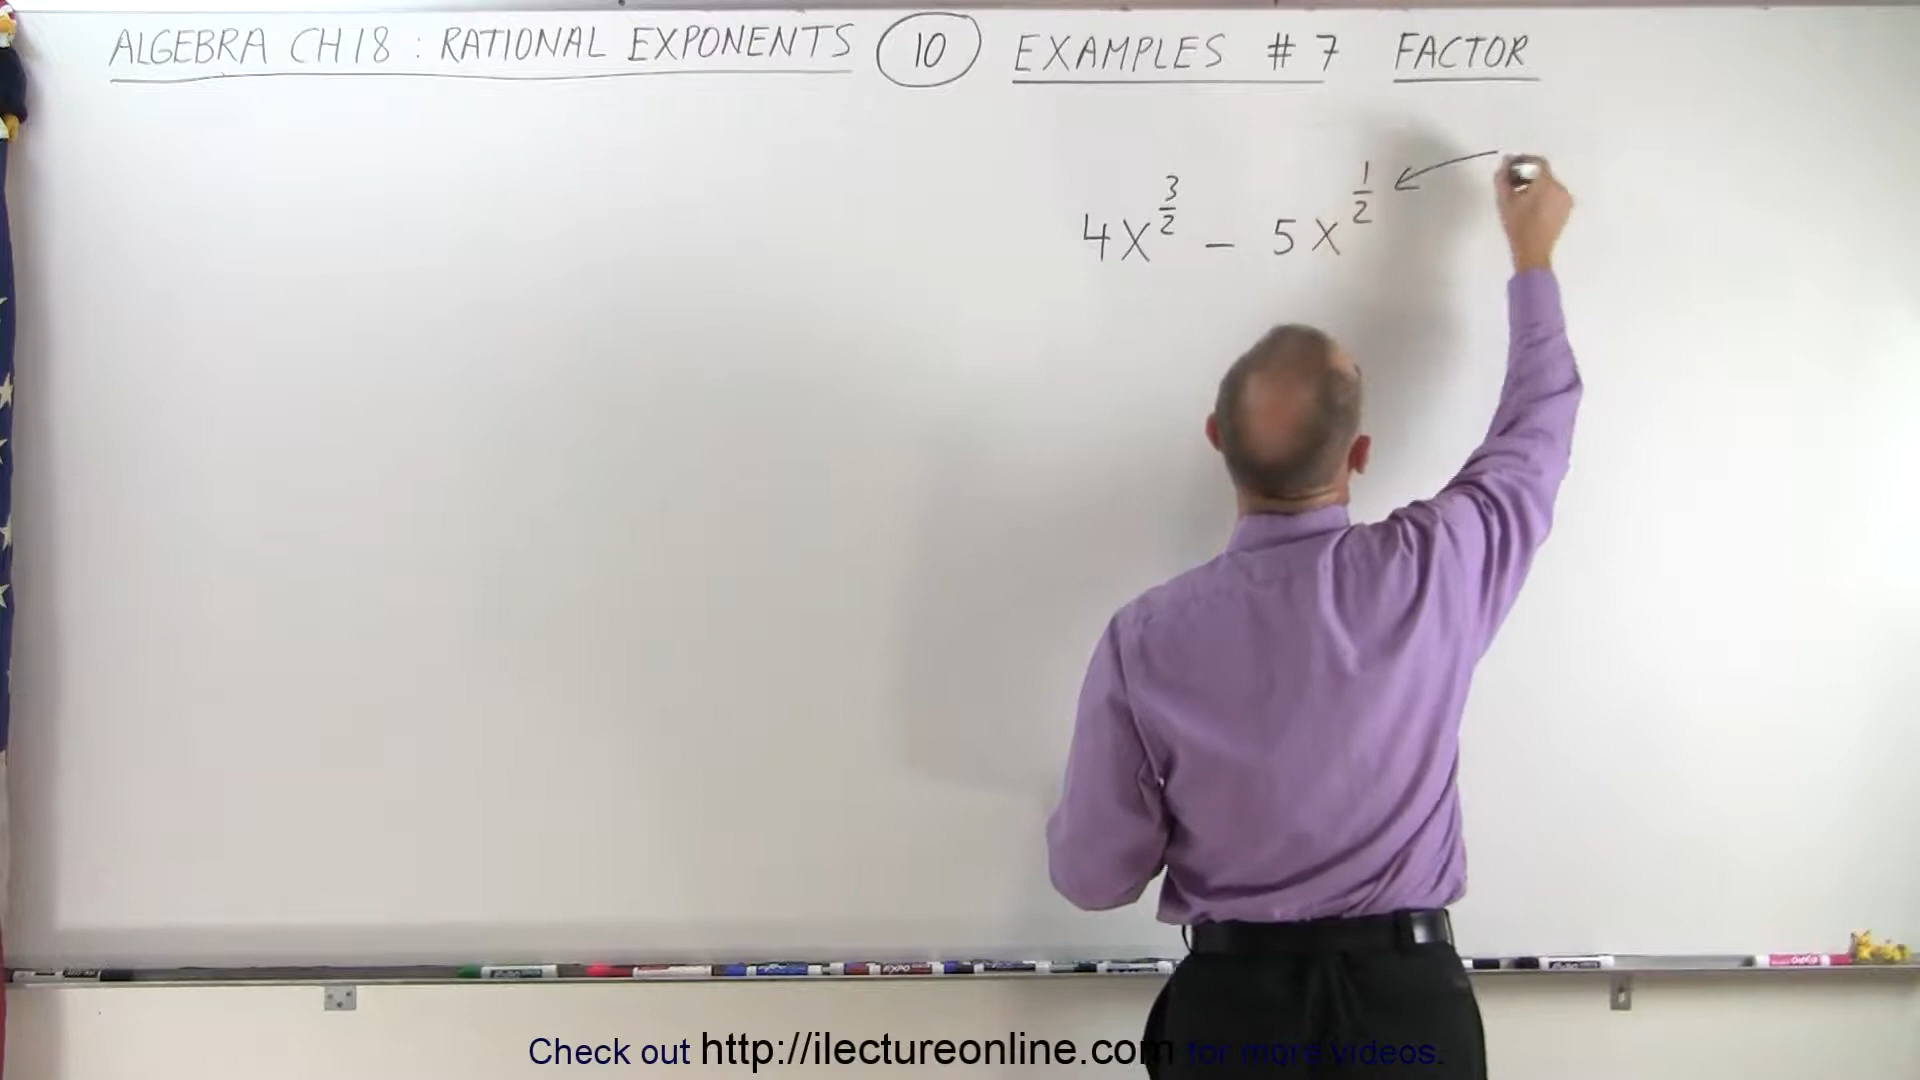 ALGEBRA CH18 : RATIONAL EXPONENTS 10 EXAMPLES # 7 FACTOR
4x^{3/2} - 5x^{1/2}
EXPO
Check out http://ilectureonline.com for more videos.